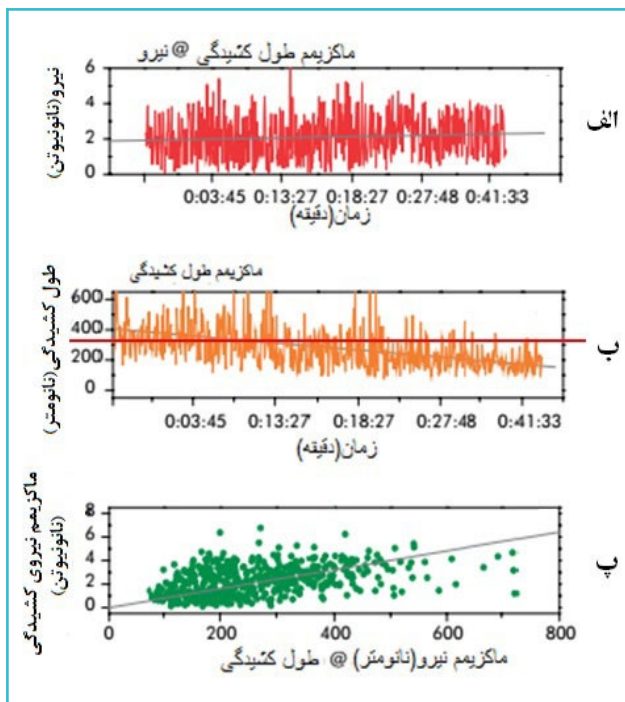 ماکزیمم طول کشیدگی @ نیرو
نیرو(نانونیوتن)
6
4
2
0
0:03:45 0:13:27 0:18:27 0:27:48 0:41:33
زمان(دقیقه)
الف
ماکزیمم طول کشیدگی
طول کشیدگی(نانومتر)
600
400
200
0
0:03:45 0:13:27 0:18:27 0:27:48 0:41:33
زمان(دقیقه)
ب
ماکزیمم نیروی کشیدگی
(نانونیوتن)
8
6
4
2
0
0 200 400 600 800
ماکزیمم نیرو(نانومتر) @ طول کشیدگی
پ